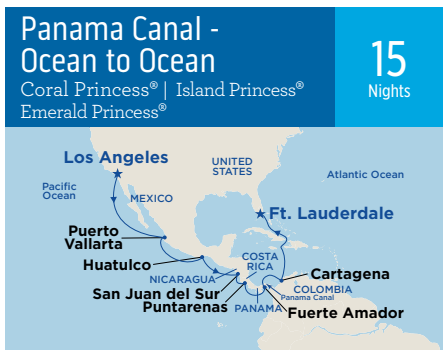 Panama Canal -
Ocean to Ocean
Coral Princess® | Island Princess®
Emerald Princess®
15
Nights
Los Angeles
UNITED
STATES
Atlantic Ocean
Pacific
Ocean
MEXICO
Ft. Lauderdale
Puerto
Vallarta
Huatulco
COSTA
RICA
NICARAGUA
Cartagena
San Juan del Sur
COLOMBIA
Panama Canal
Puntarenas
PANAMA
Fuerte Amador